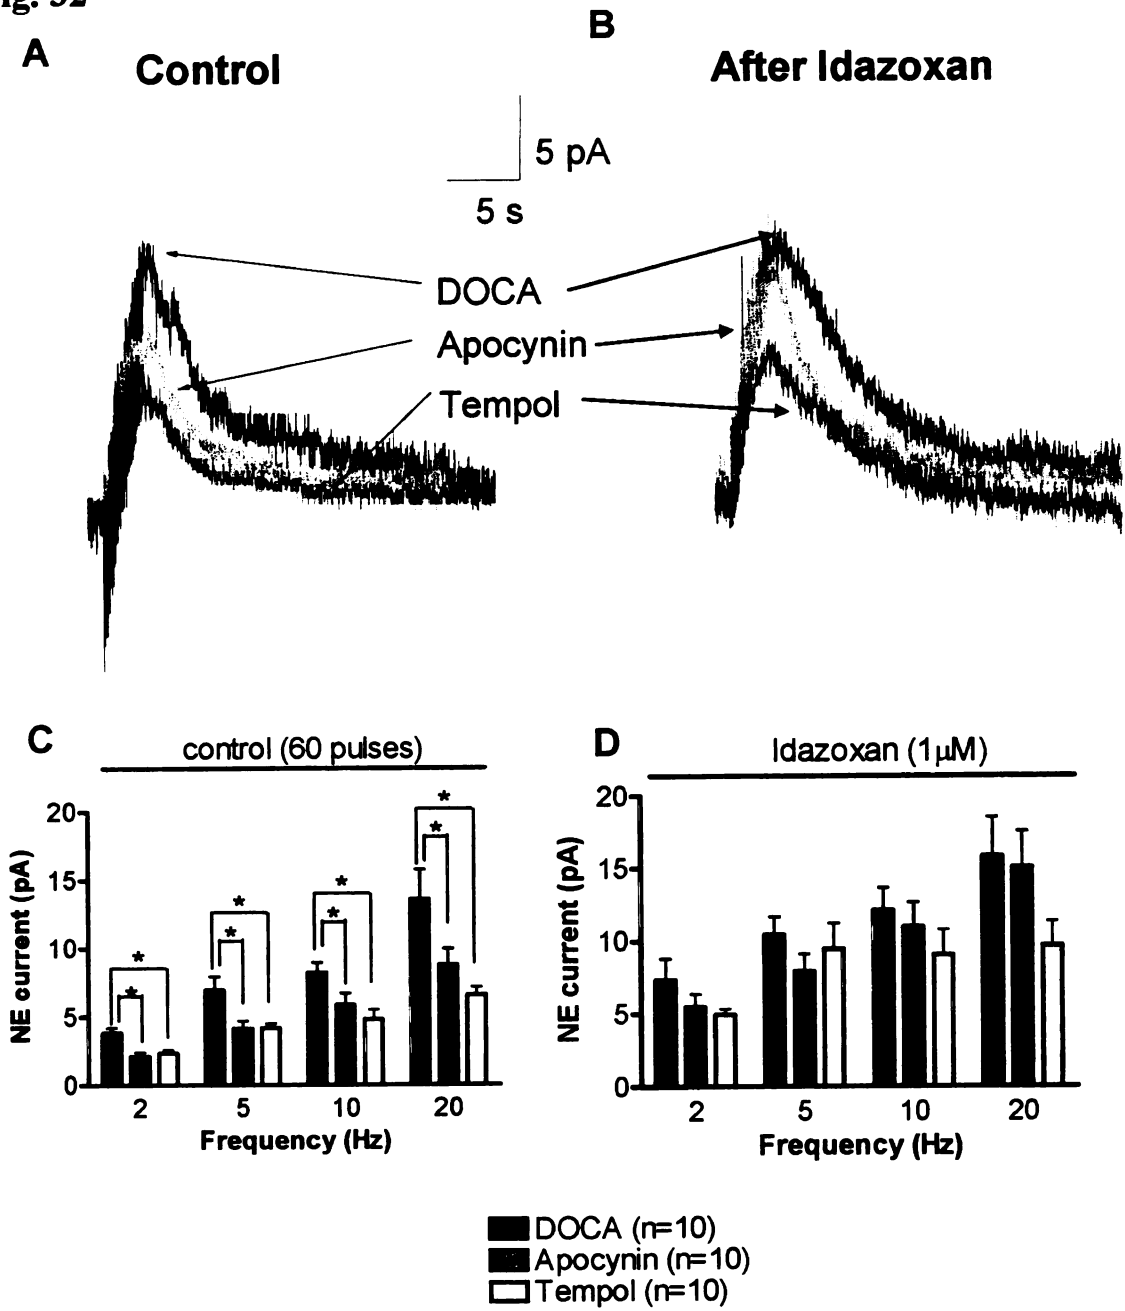 A
Control
B
After Idazoxan
5 pA
5 s
DOCA
Apocynin
Tempol
C
control (60 pulses)
20
15
10
5
0
NE current (pA)
* * * * * * * *
2 5 10 20
Frequency (Hz)
D
Idazoxan (1µM)
20
15
10
5
0
NE current (pA)
2 5 10 20
Frequency (Hz)
DOCA (n=10)
Apocynin (n=10)
Tempol (n=10)